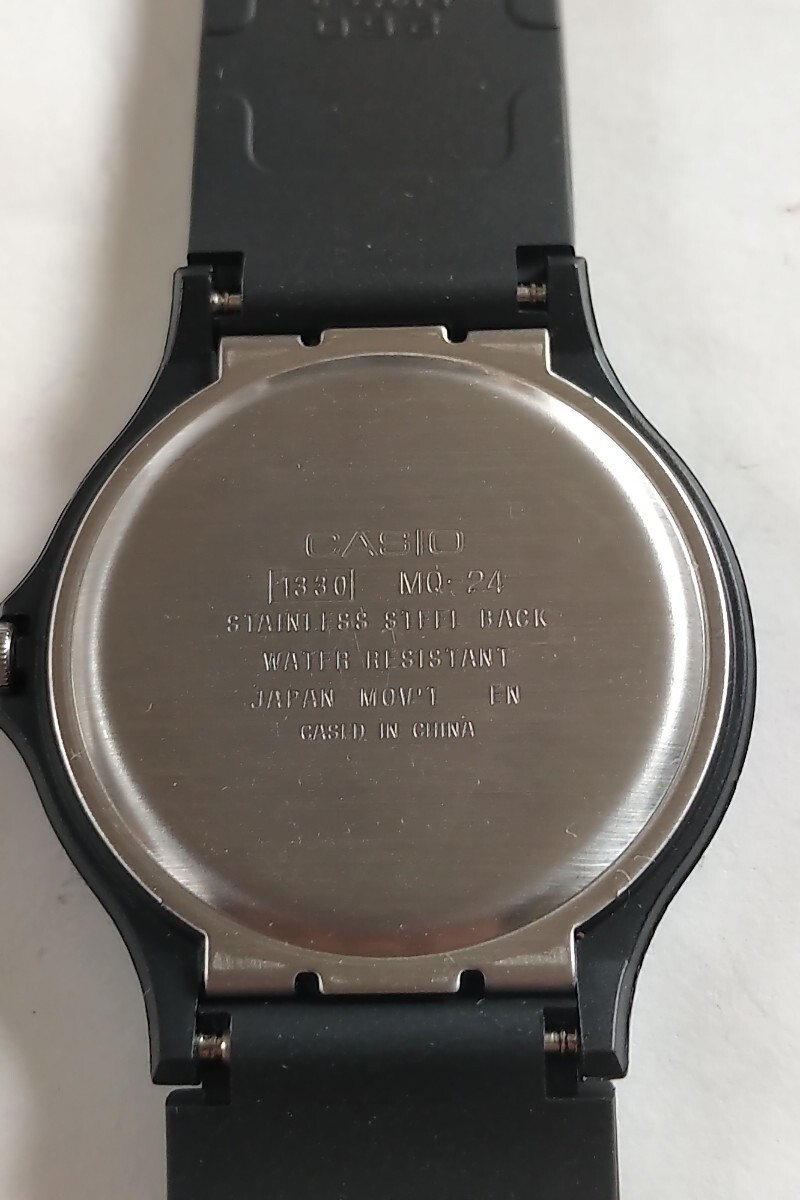 CASIO
1330 MQ-24
STAINLESS STEEL BACK
WATER RESISTANT
JAPAN MOV'T EN
CASED IN CHINA